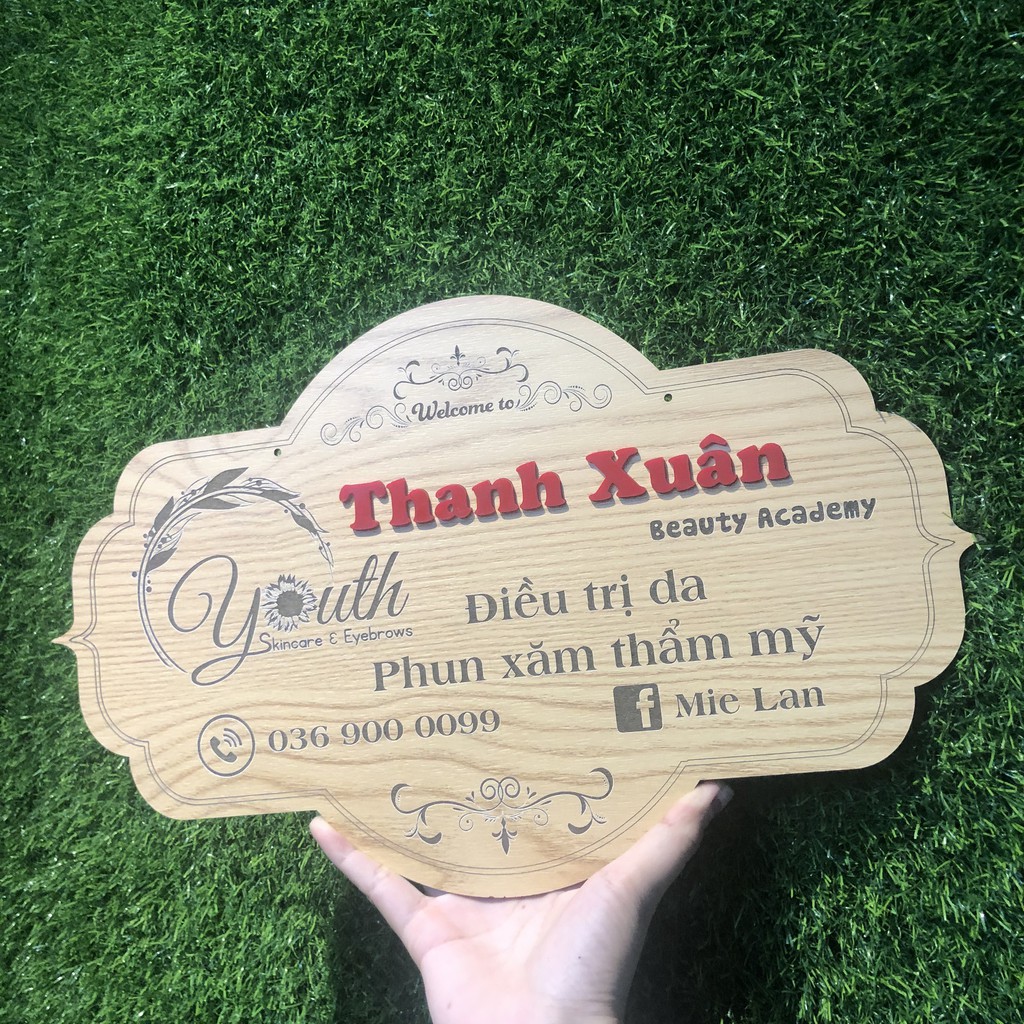 Welcome to
Thanh Xuân
Beauty Academy
Youth
Skincare & Eyebrows
Điều trị da
Phun xăm thẩm mỹ
036 900 0099
f Mie Lan